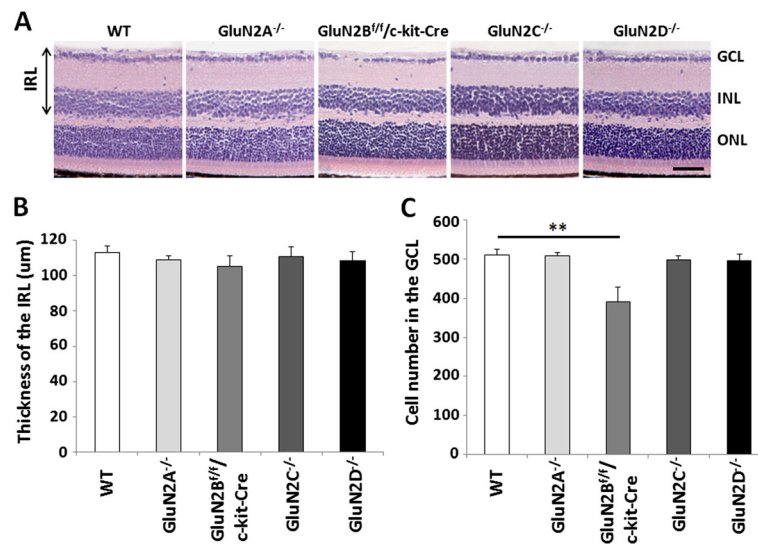 A
WT GluN2A-/- GluN2Bf/f/c-kit-Cre GluN2C-/- GluN2D-/-
IRL
GCL
INL
ONL
B
Thickness of the IRL (um)
120
100
80
60
40
20
0
WT
GluN2A-/-
GluN2Bf/f/
c-kit-Cre
GluN2C-/-
GluN2D-/-
C
Cell number in the GCL
600
500
400
300
200
100
0
**
WT
GluN2A-/-
GluN2Bf/f/
c-kit-Cre
GluN2C-/-
GluN2D-/-